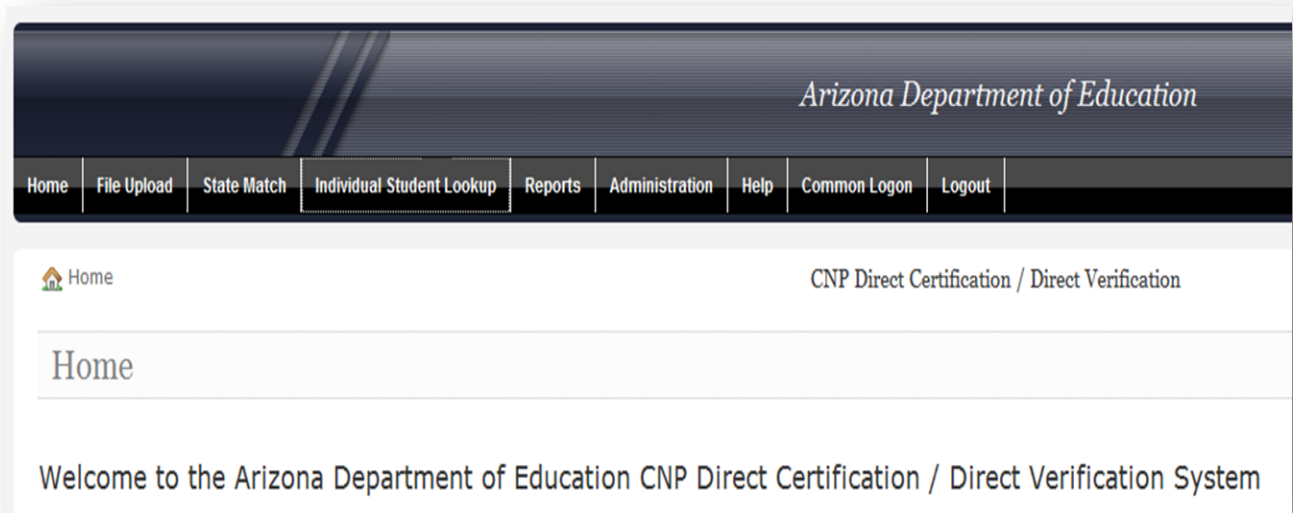 Arizona Department of Education
Home File Upload State Match Individual Student Lookup Reports Administration Help Common Logon Logout
Home CNP Direct Certification / Direct Verification
Home
Welcome to the Arizona Department of Education CNP Direct Certification / Direct Verification System